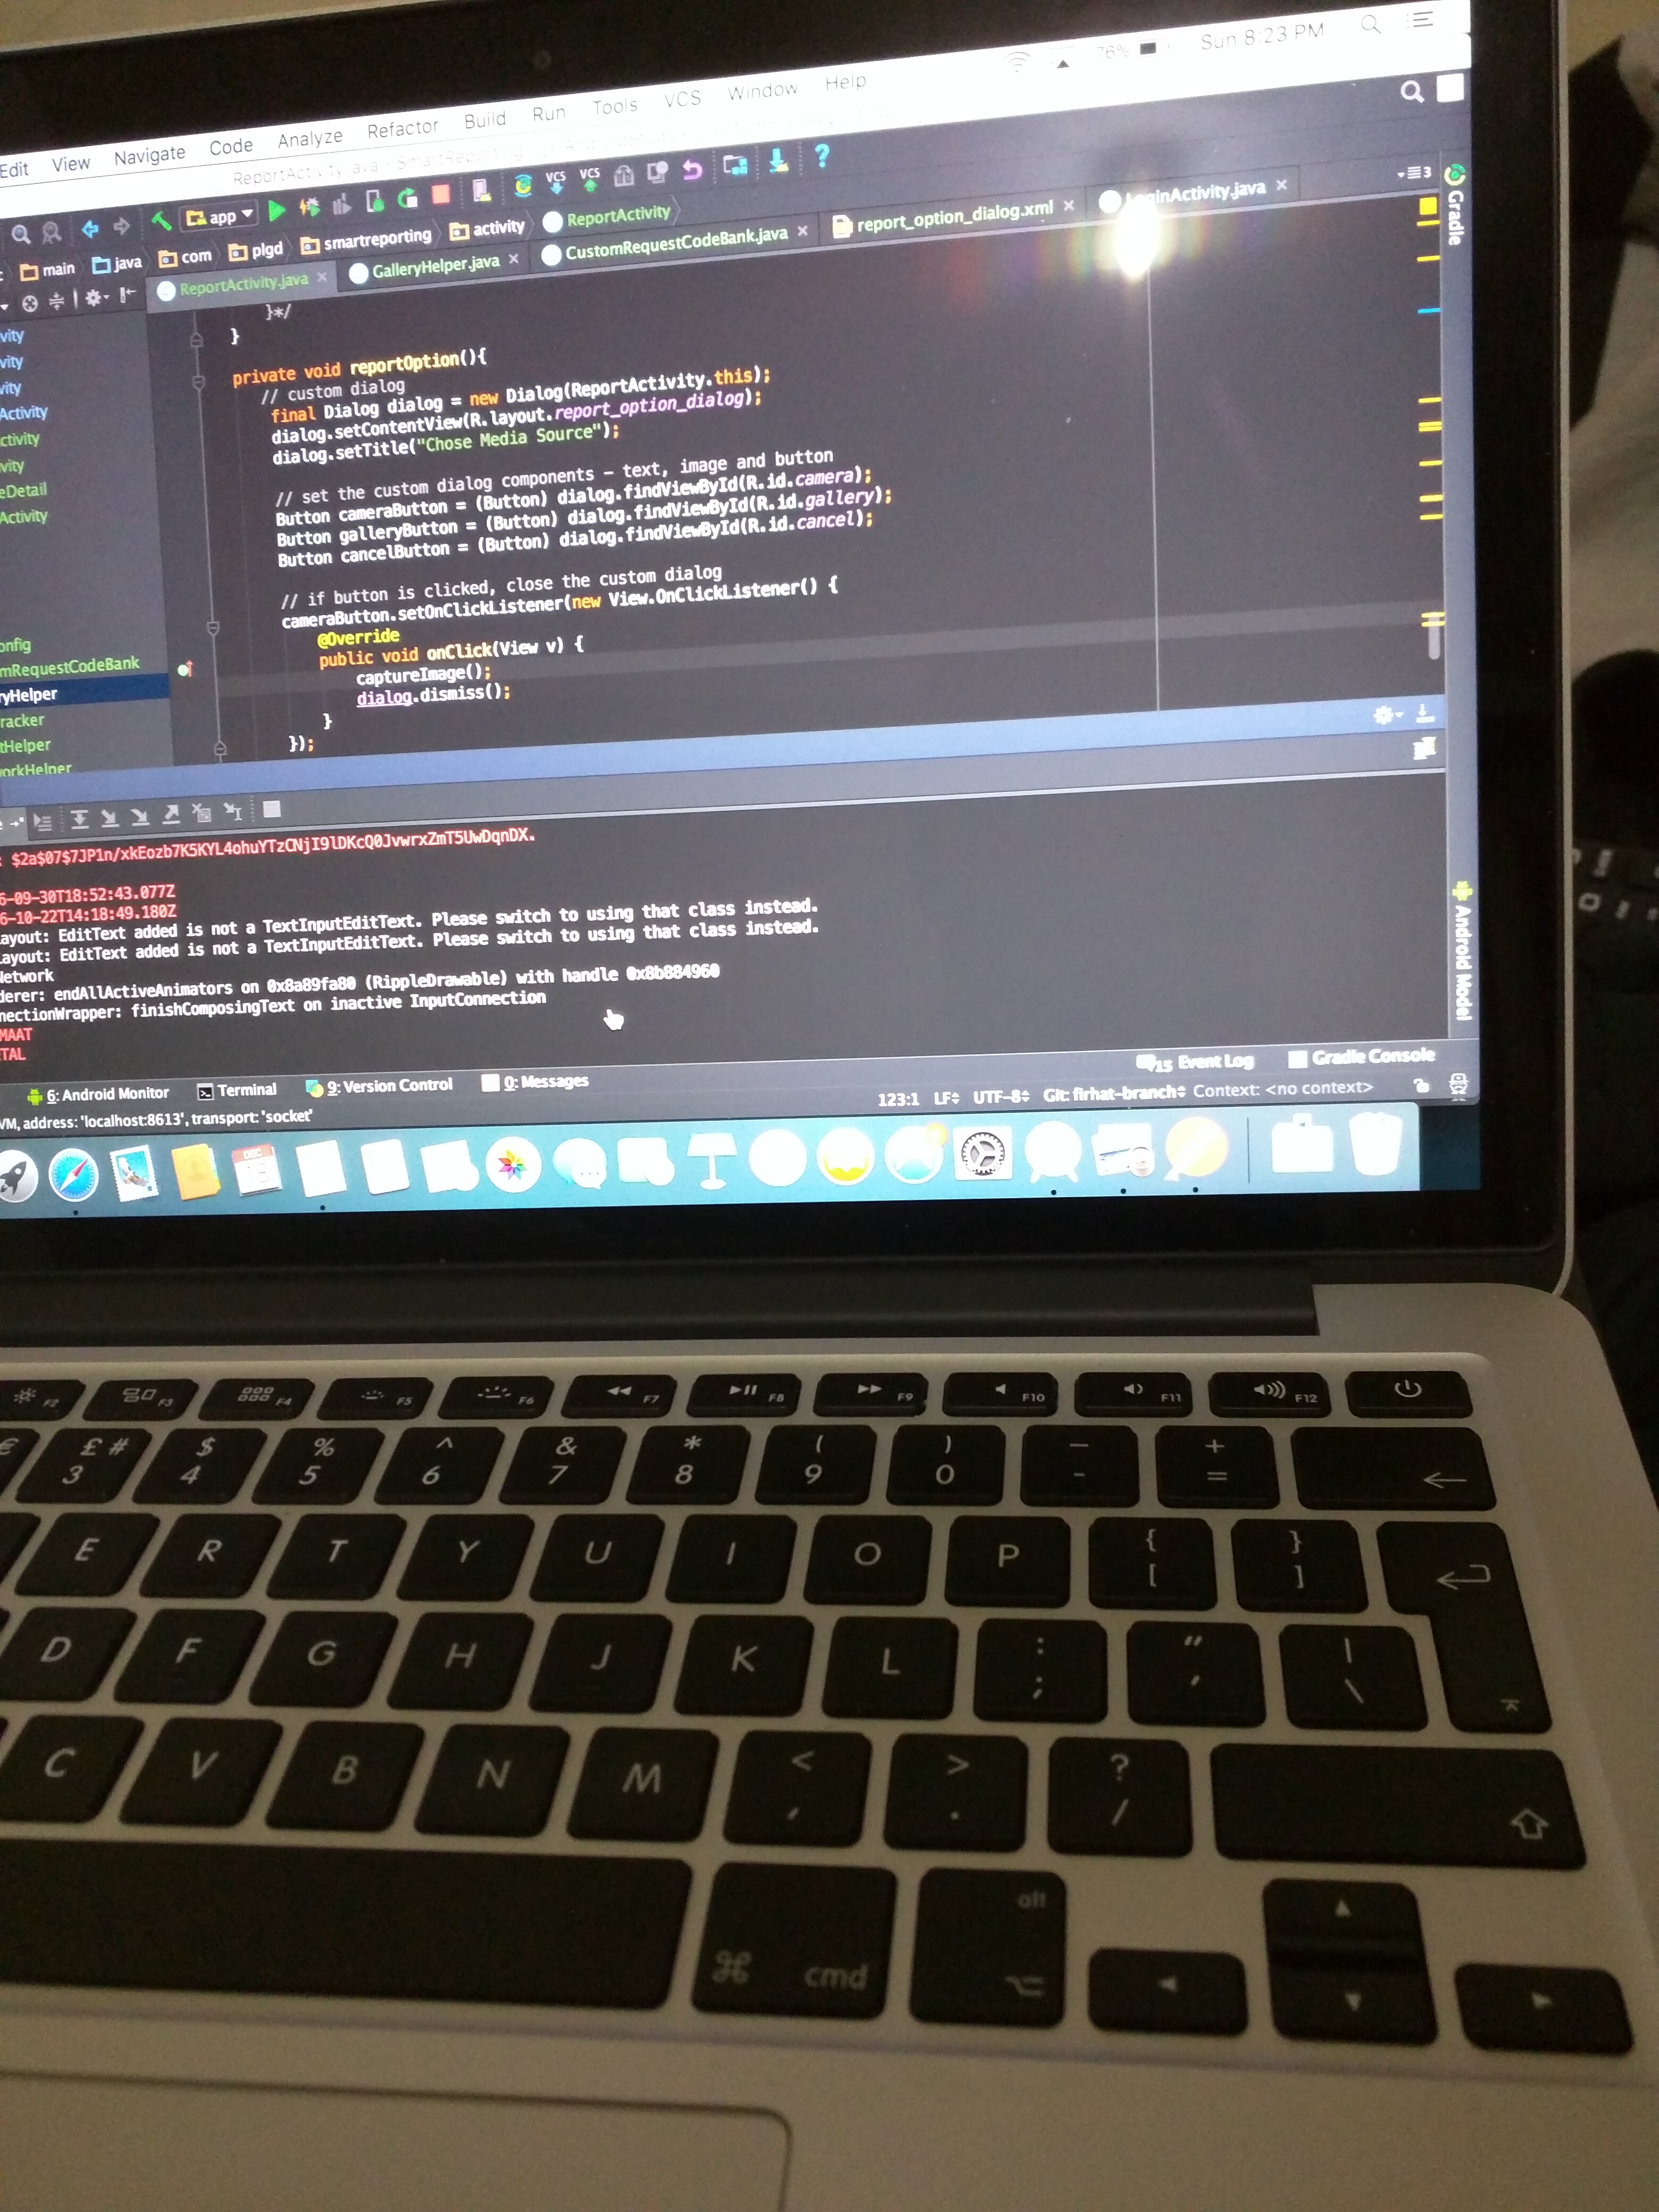 Edit View Navigate Code Analyze Refactor Build Run Tools VCS Window Help 76% Sun 8:23 PM
ReportActivity.java - SmartReporting
app VCS VCS ?
main java com plgd smartreporting activity ReportActivity
ReportActivity.java GalleryHelper.java CustomRequestCodeBank.java report_option_dialog.xml LoginActivity.java 3
Gradle
vity
vity
vity
Activity
ctivity
vity
eDetail
Activity
onfig
mRequestCodeBank
ryHelper
racker
tHelper
workHelper
}*/
}
private void reportOption(){
// custom dialog
final Dialog dialog = new Dialog(ReportActivity.this);
dialog.setContentView(R.layout.report_option_dialog);
dialog.setTitle("Chose Media Source");
// set the custom dialog components - text, image and button
Button cameraButton = (Button) dialog.findViewById(R.id.camera);
Button galleryButton = (Button) dialog.findViewById(R.id.gallery);
Button cancelButton = (Button) dialog.findViewById(R.id.cancel);
// if button is clicked, close the custom dialog
cameraButton.setOnClickListener(new View.OnClickListener() {
@Override
public void onClick(View v) {
captureImage();
dialog.dismiss();
}
});
: $2a$07$7JP1n/xkEozb7K5KYL4ohuYTzCNjI9lDKcQ0JvwrxZmT5UwDqnDX.
6-09-30T18:52:43.077Z
6-10-22T14:18:49.180Z
ayout: EditText added is not a TextInputEditText. Please switch to using that class instead.
ayout: EditText added is not a TextInputEditText. Please switch to using that class instead.
Network
derer: endAllActiveAnimators on 0x8a89fa80 (RippleDrawable) with handle 0x8b884960
nectionWrapper: finishComposingText on inactive InputConnection
MAAT
TAL
Android Model
6: Android Monitor Terminal 9: Version Control 0: Messages 15 Event Log Gradle Console
VM, address: 'localhost:8613', transport: 'socket' 123:1 LF UTF-8 Git: firhat-branch Context: <no context>
DEC
F2 F3 F4 F5 F6 F7 F8 F9 F10 F11 F12
€ £ # $ % ^ & * ( ) — +
3 4 5 6 7 8 9 0 - =
E R T Y U I O P { [ } ]
D F G H J K L : ; " ' | \
C V B N M < , > . ? /
cmd alt